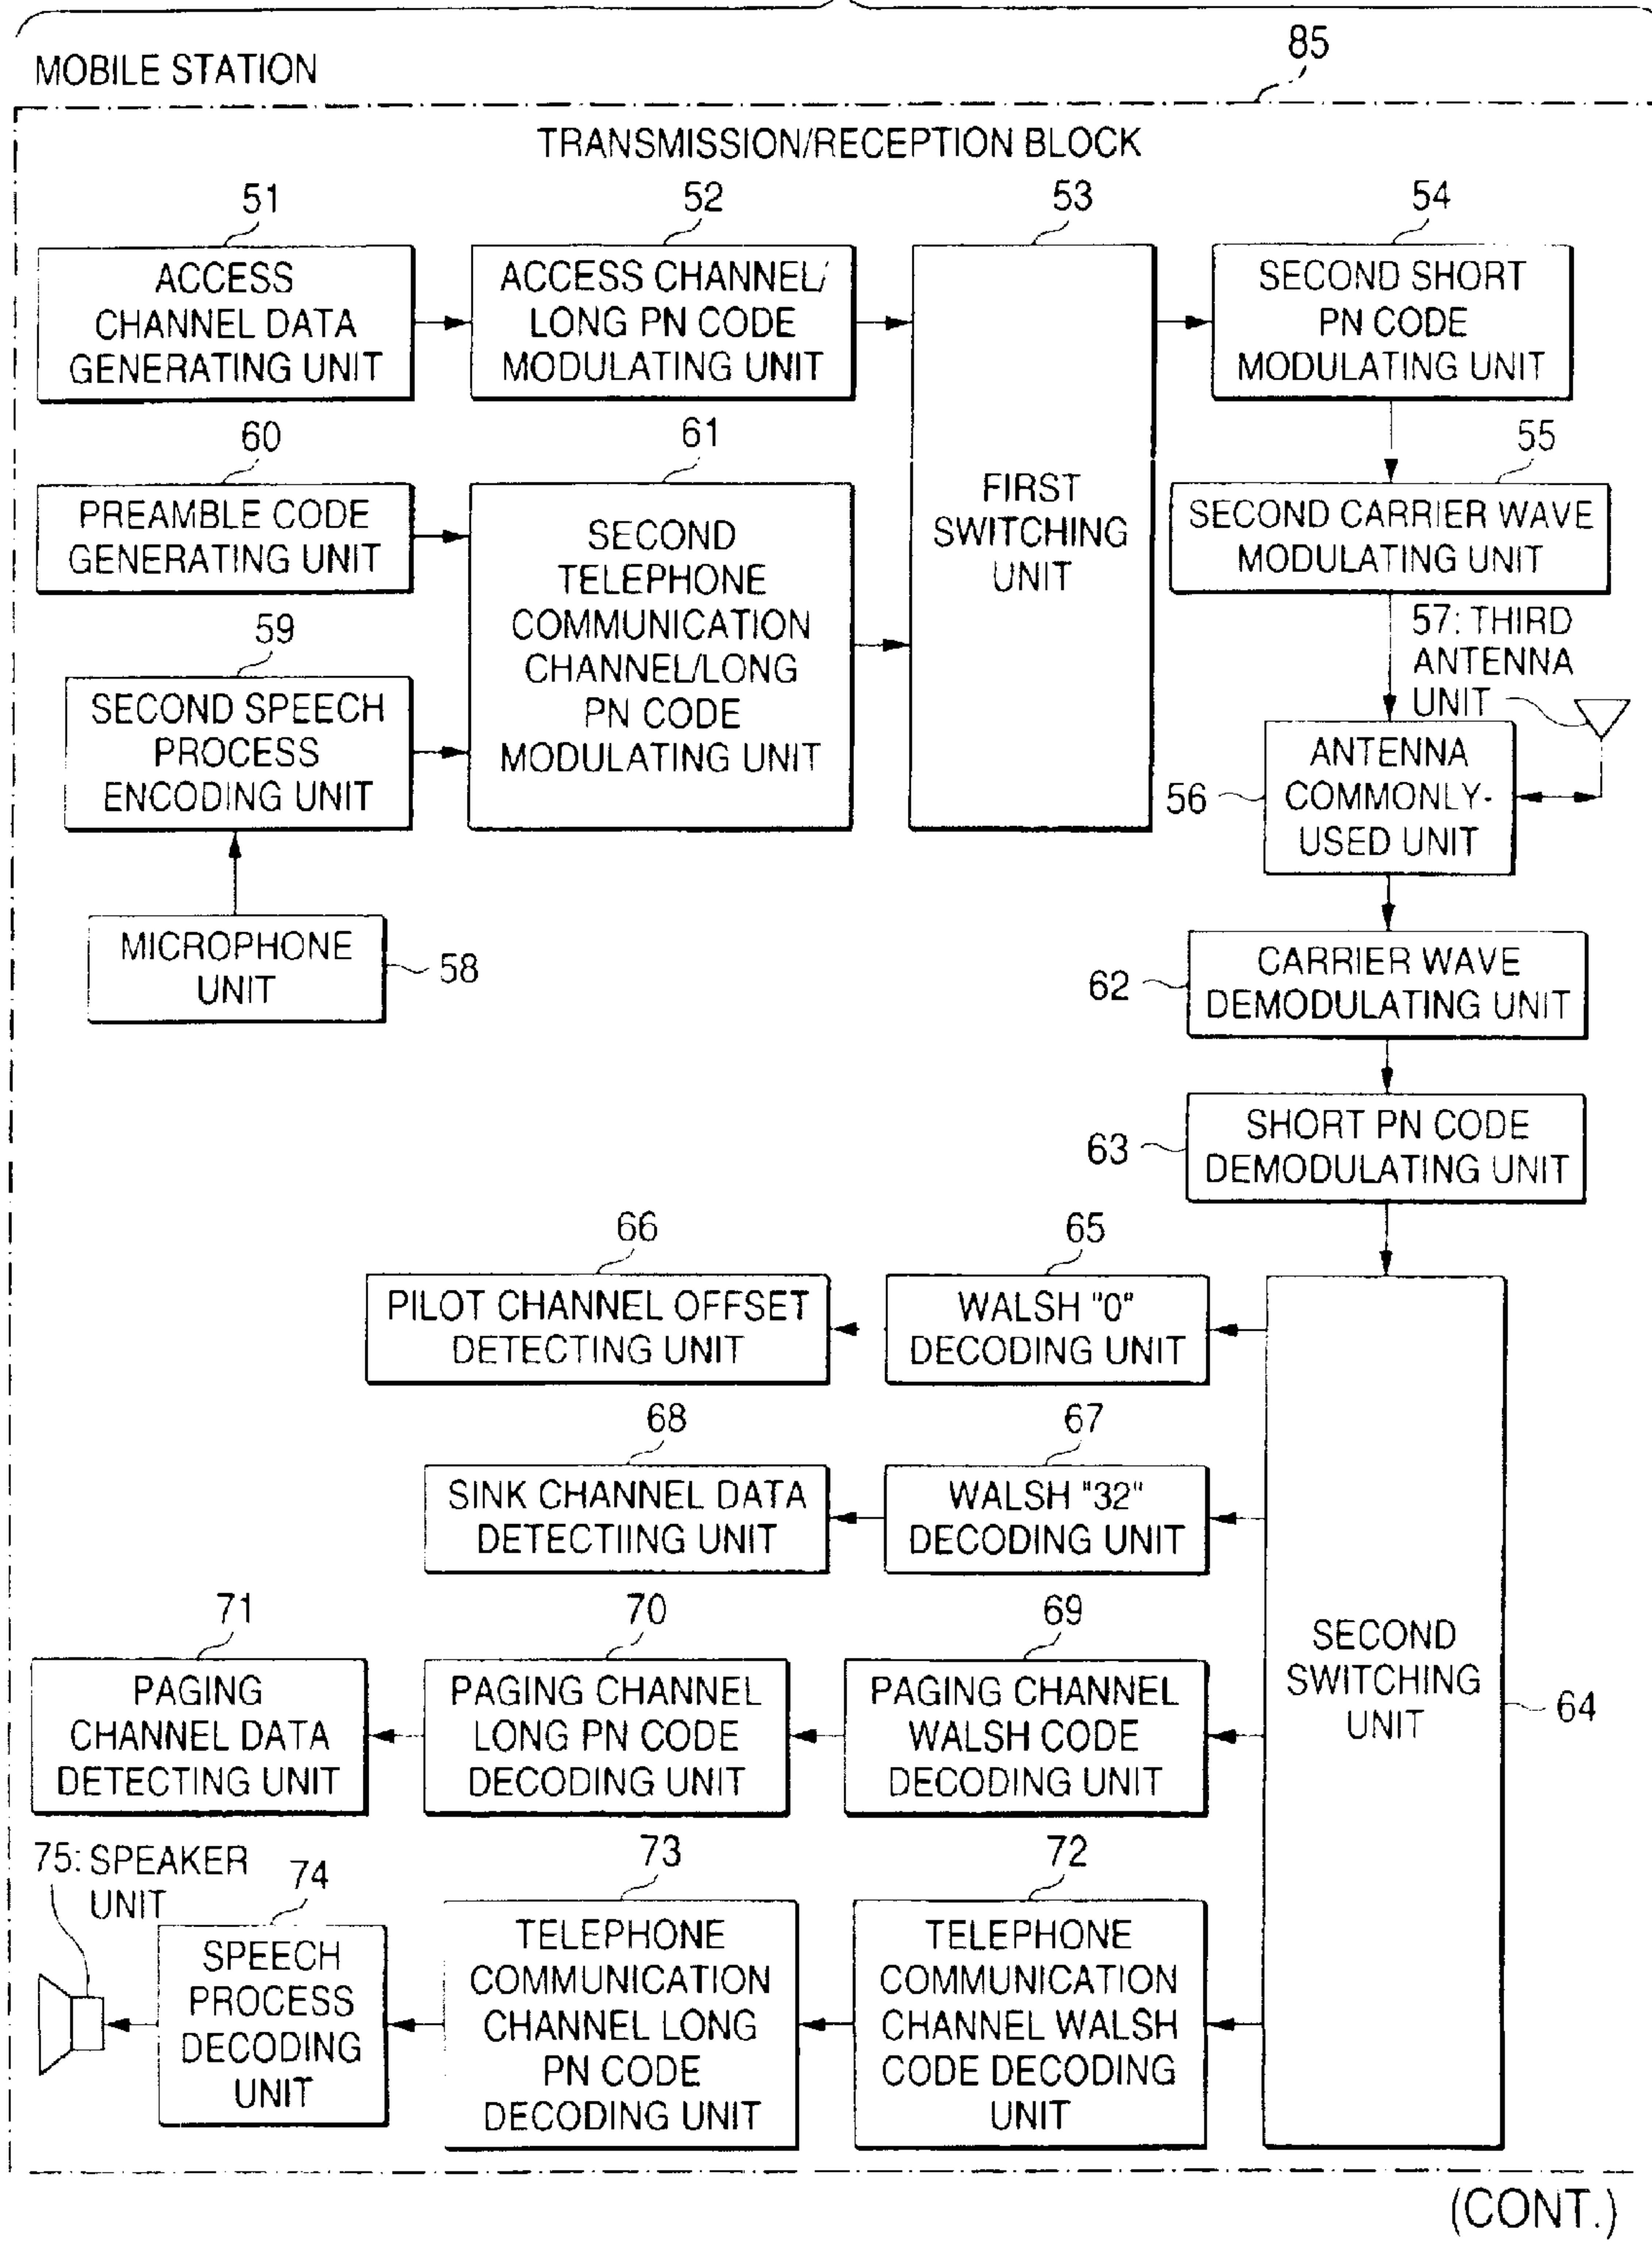 MOBILE STATION
85
TRANSMISSION/RECEPTION BLOCK
51
ACCESS
CHANNEL DATA
GENERATING UNIT
52
ACCESS CHANNEL/
LONG PN CODE
MODULATING UNIT
53
FIRST
SWITCHING
UNIT
54
SECOND SHORT
PN CODE
MODULATING UNIT
60
PREAMBLE CODE
GENERATING UNIT
61
SECOND
TELEPHONE
COMMUNICATION
CHANNEL/LONG
PN CODE
MODULATING UNIT
55
SECOND CARRIER WAVE
MODULATING UNIT
59
SECOND SPEECH
PROCESS
ENCODING UNIT
57: THIRD
ANTENNA
UNIT
56
ANTENNA
COMMONLY-
USED UNIT
MICROPHONE
UNIT
58
62
CARRIER WAVE
DEMODULATING UNIT
63
SHORT PN CODE
DEMODULATING UNIT
66
PILOT CHANNEL OFFSET
DETECTING UNIT
65
WALSH "0"
DECODING UNIT
68
SINK CHANNEL DATA
DETECTIING UNIT
67
WALSH "32"
DECODING UNIT
SECOND
SWITCHING
UNIT
64
71
PAGING
CHANNEL DATA
DETECTING UNIT
70
PAGING CHANNEL
LONG PN CODE
DECODING UNIT
69
PAGING CHANNEL
WALSH CODE
DECODING UNIT
75: SPEAKER
UNIT
74
SPEECH
PROCESS
DECODING
UNIT
73
TELEPHONE
COMMUNICATION
CHANNEL LONG
PN CODE
DECODING UNIT
72
TELEPHONE
COMMUNICATION
CHANNEL WALSH
CODE DECODING
UNIT
(CONT.)